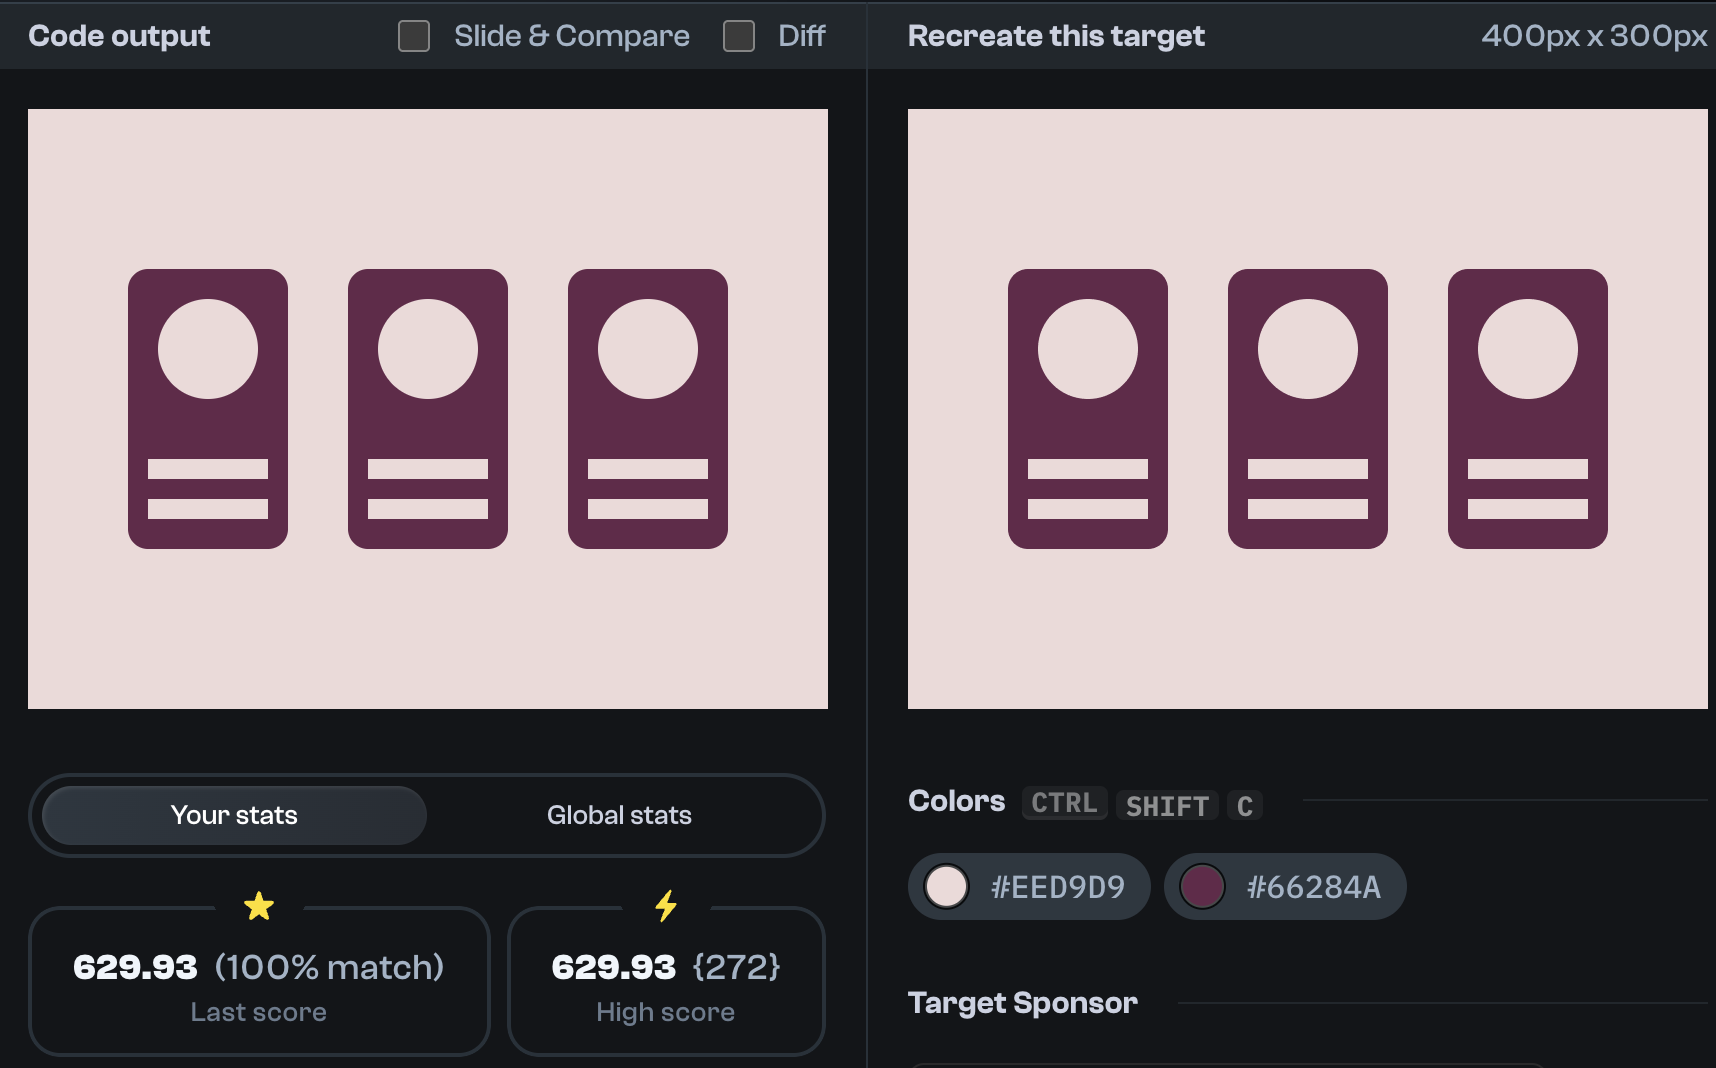 Code output
Slide & Compare
Diff
Recreate this target
400px x 300px
Your stats
Global stats
629.93 (100% match)
Last score
629.93 {272}
High score
Colors CTRL SHIFT C
#EED9D9
#66284A
Target Sponsor